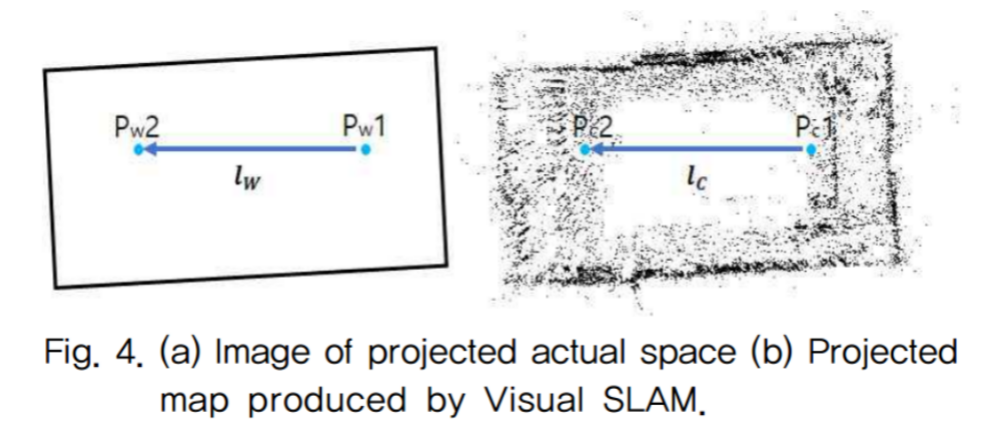 Pw2 Pw1
lw
Pc2 Pc1
lc
Fig. 4. (a) Image of projected actual space (b) Projected
map produced by Visual SLAM.